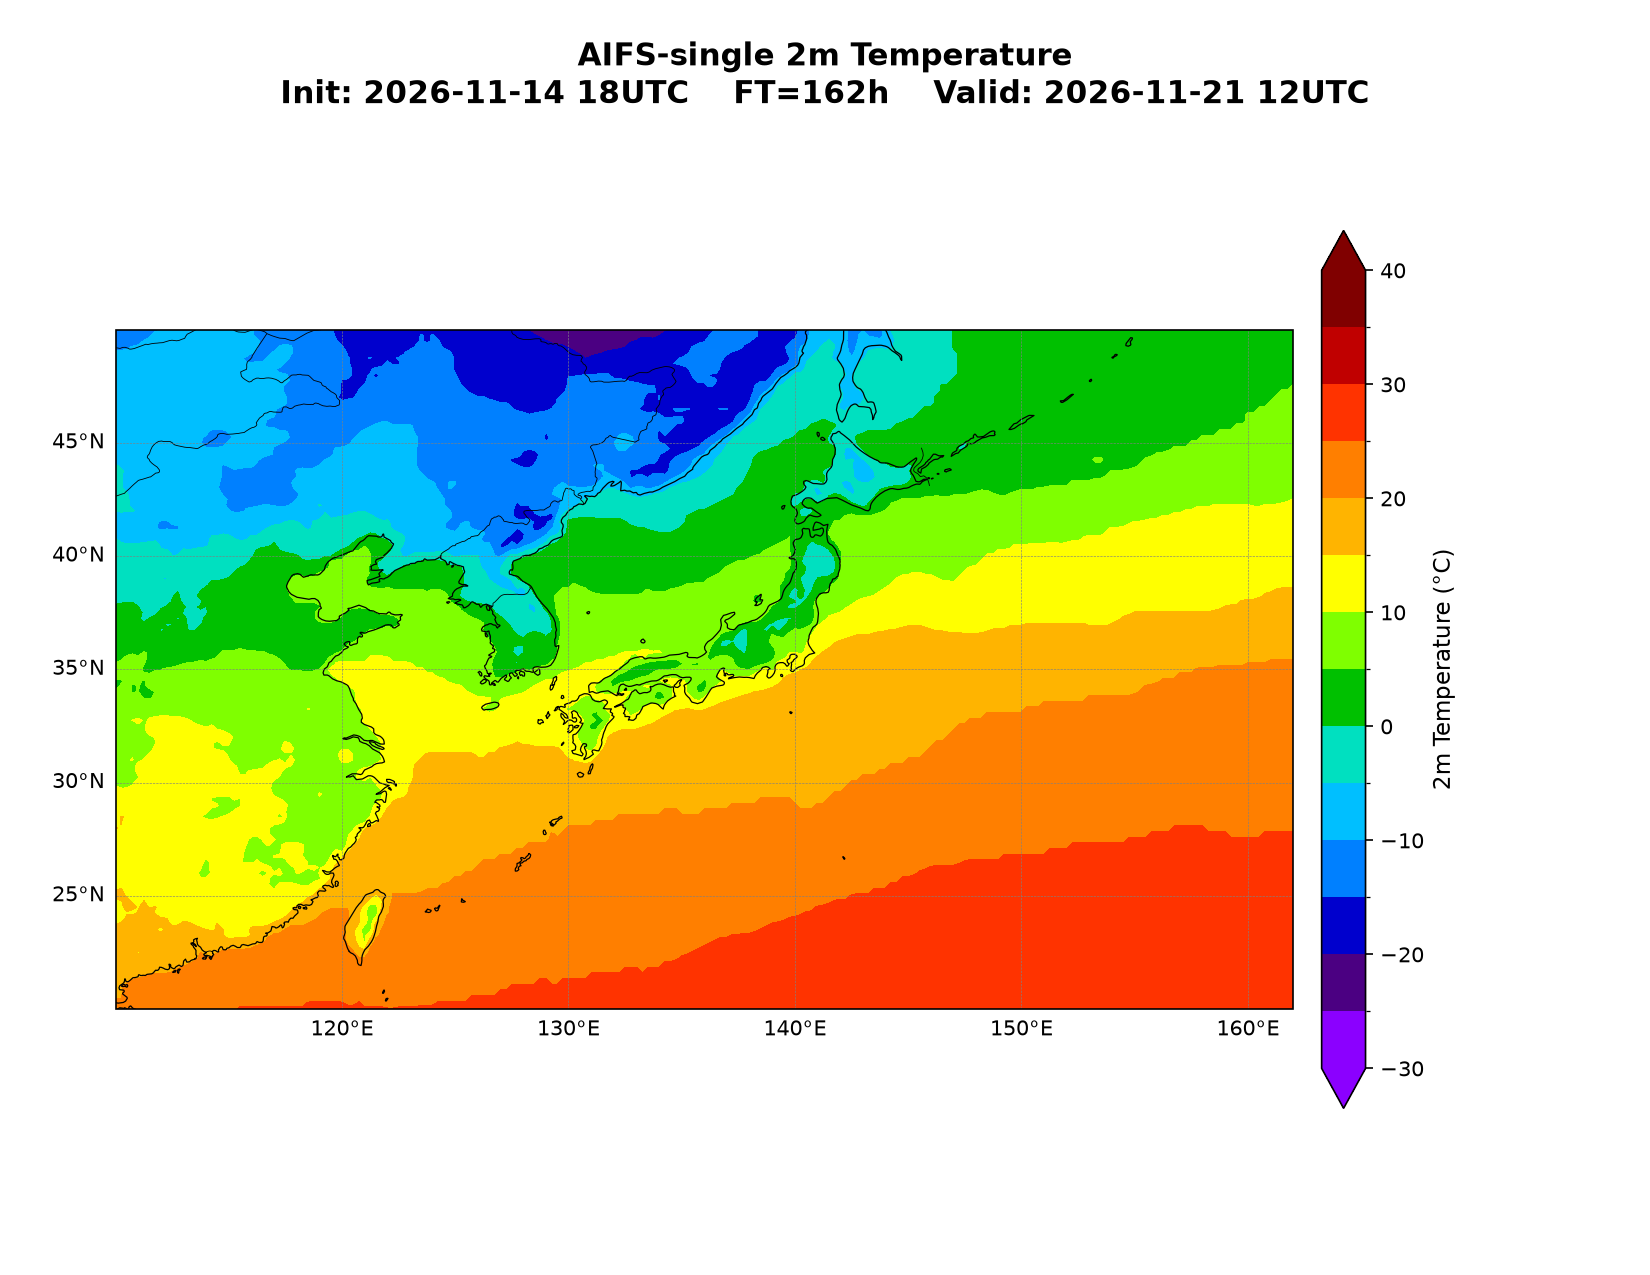 AIFS-single 2m Temperature
Init: 2026-11-14 18UTC    FT=162h    Valid: 2026-11-21 12UTC
45°N
40°N
35°N
30°N
25°N
120°E
130°E
140°E
150°E
160°E
40
30
20
10
0
−10
−20
−30
2m Temperature (°C)